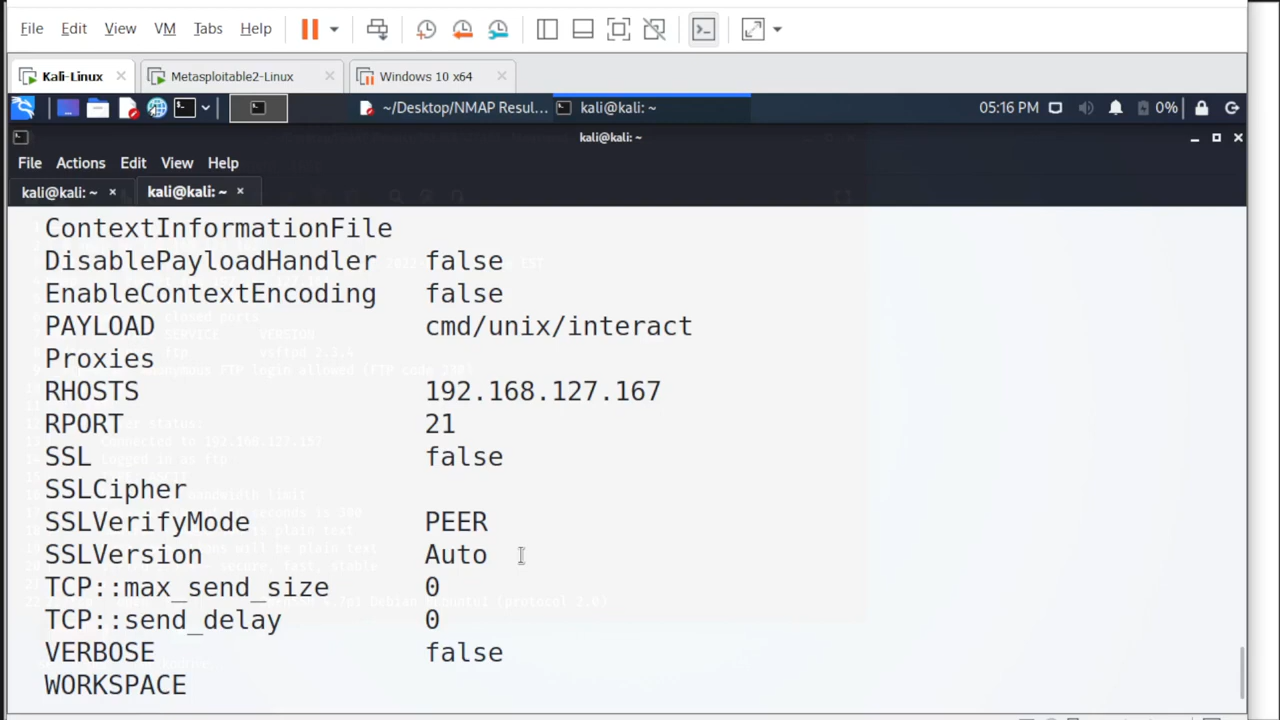 File Edit View VM Tabs Help
Kali-Linux Metasploitable2-Linux Windows 10 x64
~/Desktop/NMAP Resul... kali@kali: ~ 05:16 PM 0%
kali@kali: ~
File Actions Edit View Help
kali@kali: ~ kali@kali: ~
ContextInformationFile
DisablePayloadHandler false
EnableContextEncoding false
PAYLOAD cmd/unix/interact
Proxies
RHOSTS 192.168.127.167
RPORT 21
SSL false
SSLCipher
SSLVerifyMode PEER
SSLVersion Auto
TCP::max_send_size 0
TCP::send_delay 0
VERBOSE false
WORKSPACE